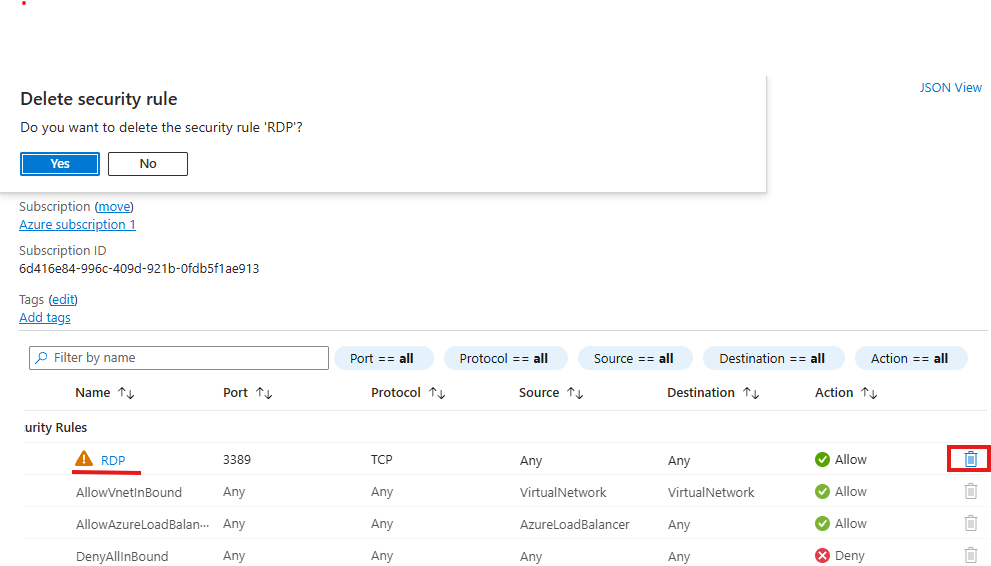 JSON View
Delete security rule
Do you want to delete the security rule 'RDP'?
Yes No
Subscription (move)
Azure subscription 1
Subscription ID
6d416e84-996c-409d-921b-0fdb5f1ae913
Tags (edit)
Add tags
Filter by name Port == all Protocol == all Source == all Destination == all Action == all
Name Port Protocol Source Destination Action
urity Rules
RDP 3389 TCP Any Any Allow
AllowVnetInBound Any Any VirtualNetwork VirtualNetwork Allow
AllowAzureLoadBalan··· Any Any AzureLoadBalancer Any Allow
DenyAllInBound Any Any Any Any Deny